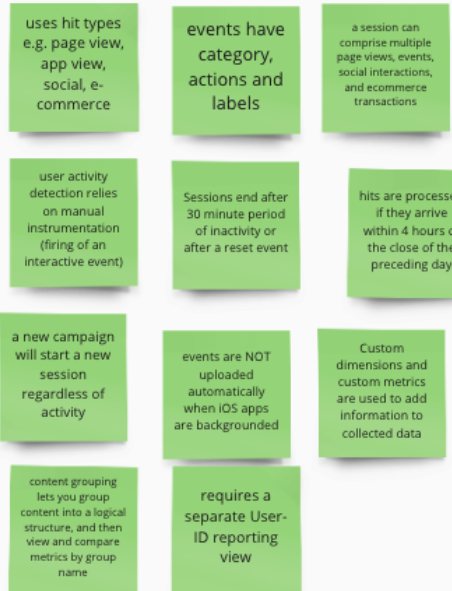 uses hit types
e.g. page view,
app view,
social, e-
commerce
events have
category,
actions and
labels
a session can
comprise multiple
page views, events,
social interactions,
and ecommerce
transactions
user activity
detection relies
on manual
instrumentation
(firing of an
interactive event)
Sessions end after
30 minute period
of inactivity or
after a reset event
hits are processe
if they arrive
within 4 hours o
the close of the
preceding day
a new campaign
will start a new
session
regardless of
activity
events are NOT
uploaded
automatically
when iOS apps
are backgrounded
Custom
dimensions and
custom metrics
are used to add
information to
collected data
content grouping
lets you group
content into a logical
structure, and then
view and compare
metrics by group
name
requires a
separate User-
ID reporting
view